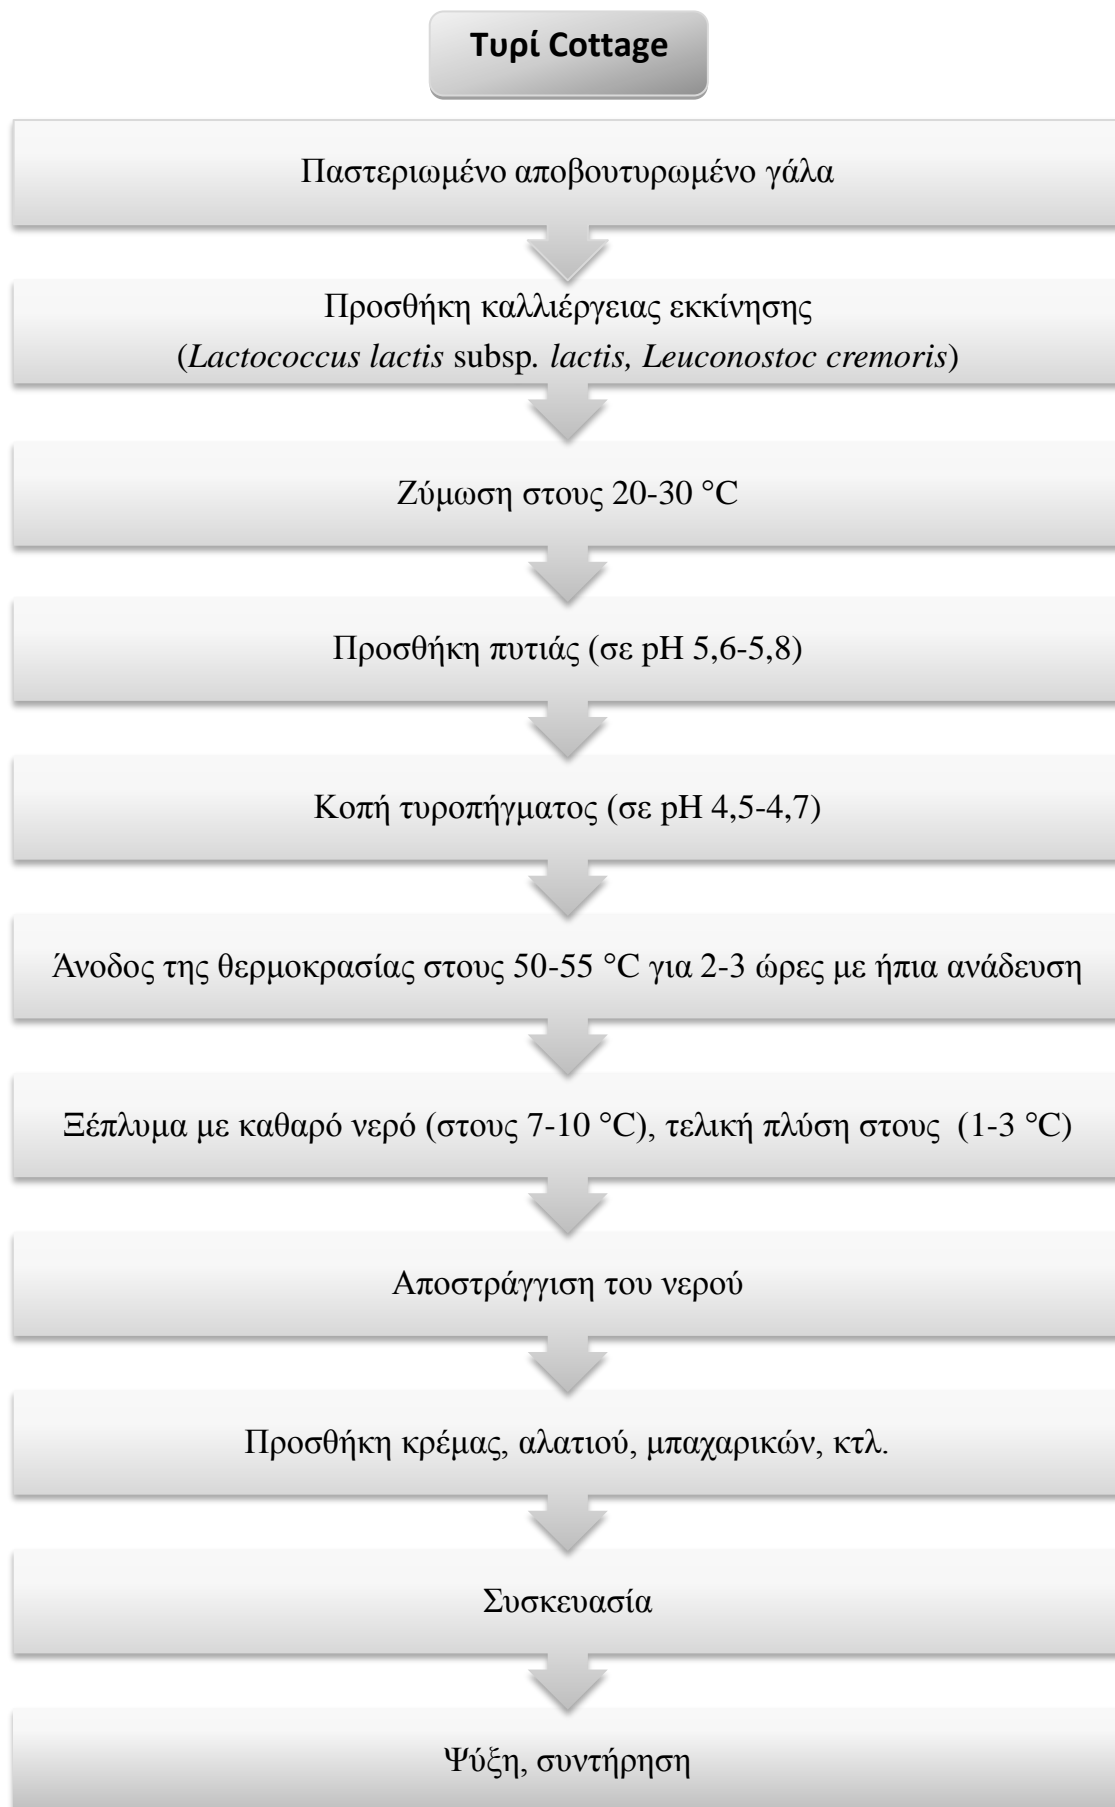 Τυρί Cottage
Παστεριωμένο αποβουτυρωμένο γάλα
Προσθήκη καλλιέργειας εκκίνησης
(Lactococcus lactis subsp. lactis, Leuconostoc cremoris)
Ζύμωση στους 20-30 °C
Προσθήκη πυτιάς (σε pH 5,6-5,8)
Κοπή τυροπήγματος (σε pH 4,5-4,7)
Άνοδος της θερμοκρασίας στους 50-55 °C για 2-3 ώρες με ήπια ανάδευση
Ξέπλυμα με καθαρό νερό (στους 7-10 °C), τελική πλύση στους (1-3 °C)
Αποστράγγιση του νερού
Προσθήκη κρέμας, αλατιού, μπαχαρικών, κτλ.
Συσκευασία
Ψύξη, συντήρηση